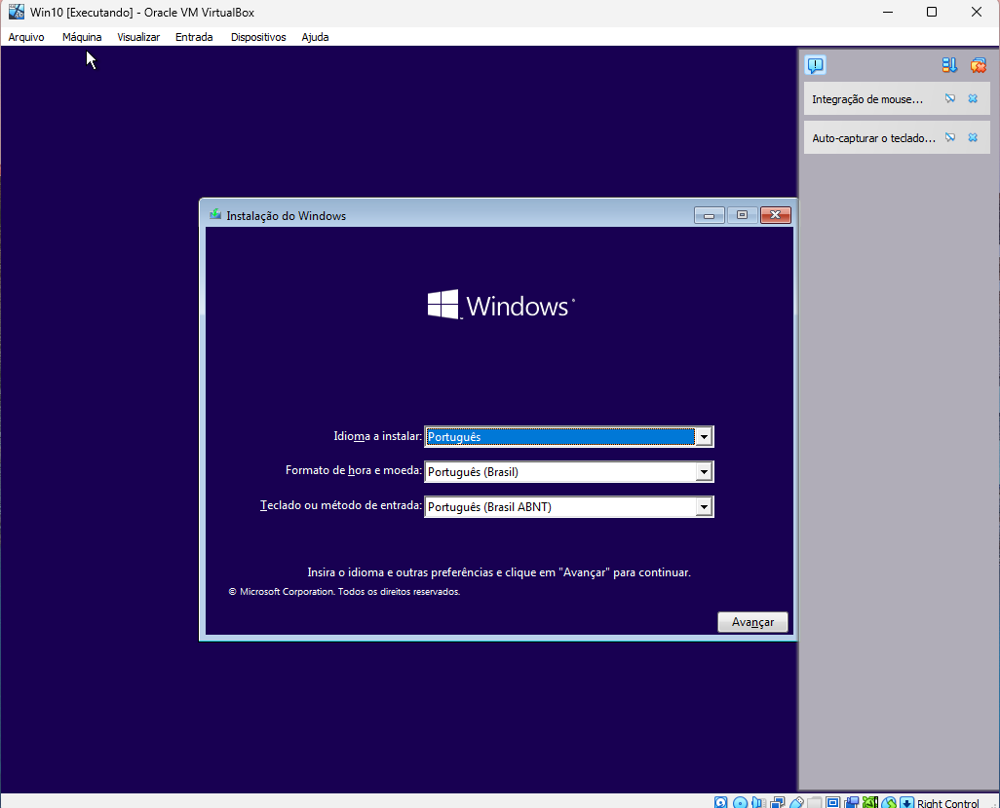 Win10 [Executando] - Oracle VM VirtualBox
Arquivo Máquina Visualizar Entrada Dispositivos Ajuda
Integração de mouse...
Auto-capturar o teclado...
Instalação do Windows
Windows
Idioma a instalar: Português
Formato de hora e moeda: Português (Brasil)
Teclado ou método de entrada: Português (Brasil ABNT)
Insira o idioma e outras preferências e clique em "Avançar" para continuar.
© Microsoft Corporation. Todos os direitos reservados.
Avançar
Right Control